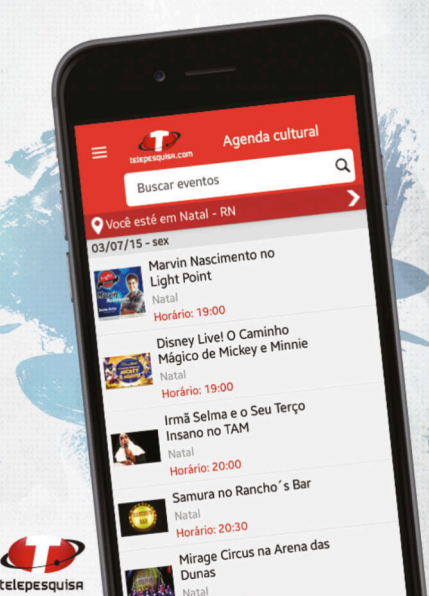 telepesquisa.com
Agenda cultural
Buscar eventos
Você esté em Natal - RN
03/07/15 - sex
Marvin Nascimento no
Light Point
Natal
Horário: 19:00
Disney Live! O Caminho
Mágico de Mickey e Minnie
Natal
Horário: 19:00
Irmã Selma e o Seu Terço
Insano no TAM
Natal
Horário: 20:00
Samura no Rancho´s Bar
Natal
Horário: 20:30
Mirage Circus na Arena das
Dunas
Natal
telepesquisa